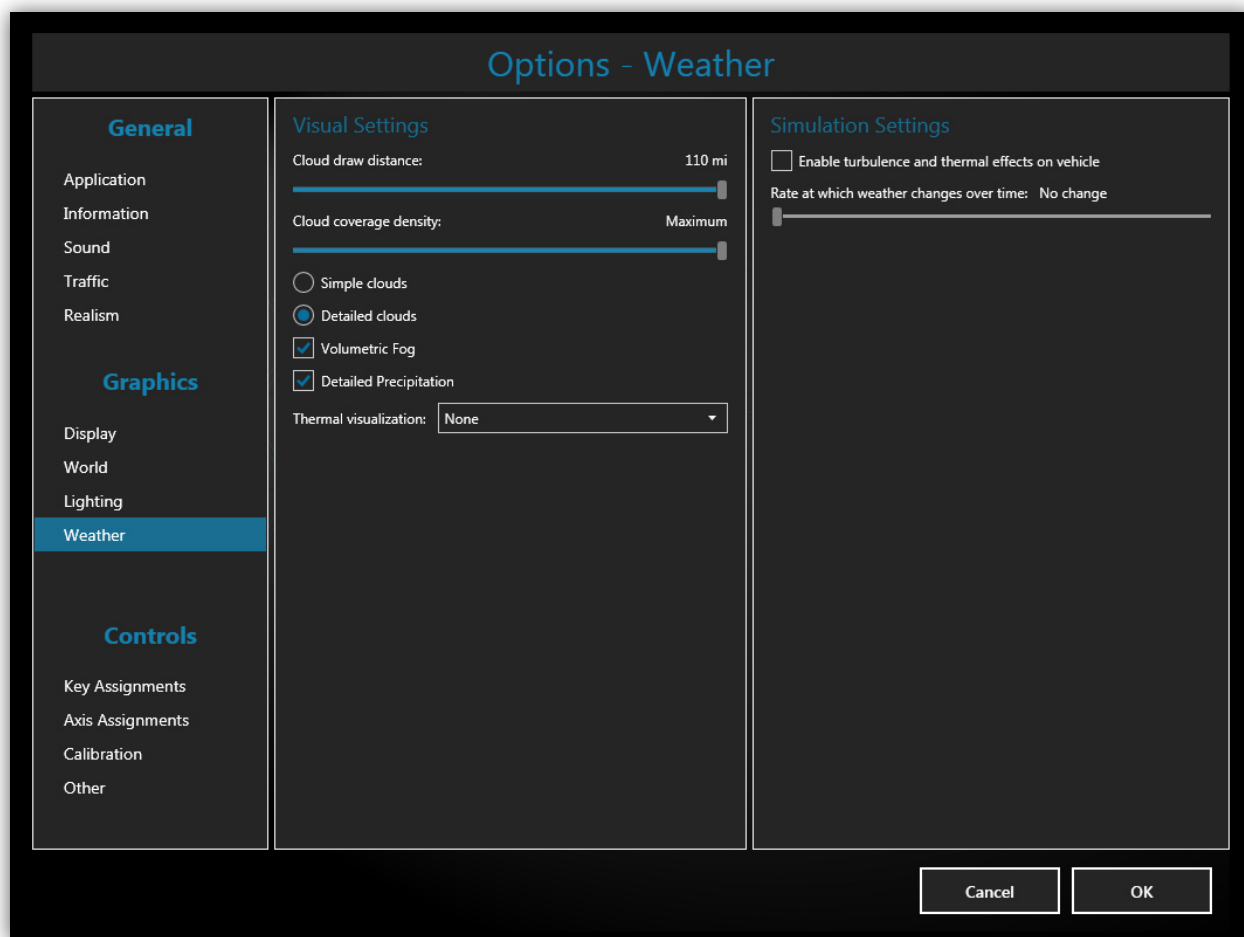 Options - Weather
General
Application
Information
Sound
Traffic
Realism
Graphics
Display
World
Lighting
Weather
Controls
Key Assignments
Axis Assignments
Calibration
Other
Visual Settings
Cloud draw distance: 110 mi
Cloud coverage density: Maximum
Simple clouds
Detailed clouds
Volumetric Fog
Detailed Precipitation
Thermal visualization: None
Simulation Settings
Enable turbulence and thermal effects on vehicle
Rate at which weather changes over time: No change
Cancel OK